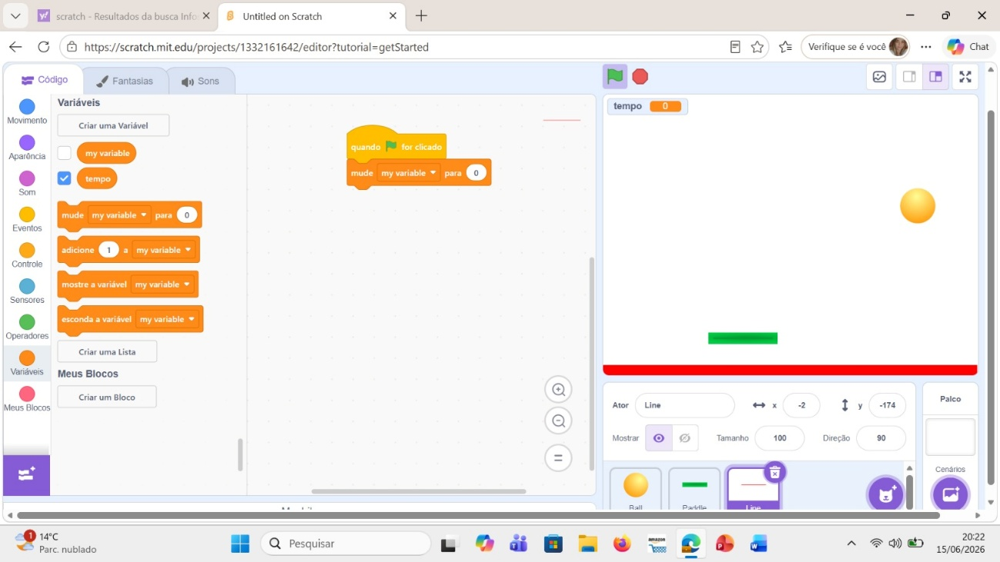 scratch - Resultados da busca Info
Untitled on Scratch
https://scratch.mit.edu/projects/1332161642/editor?tutorial=getStarted
Verifique se é você
Chat
Código
Fantasias
Sons
Movimento
Aparência
Som
Eventos
Controle
Sensores
Operadores
Variáveis
Meus Blocos
Variáveis
Criar uma Variável
my variable
tempo
mude my variable para 0
adicione 1 a my variable
mostre a variável my variable
esconda a variável my variable
Criar uma Lista
Meus Blocos
Criar um Bloco
quando for clicado
mude my variable para 0
tempo 0
Ator Line x -2 y -174
Mostrar Tamanho 100 Direção 90
Ball
Paddle
Line
Palco
Cenários
1
14°C
Parc. nublado
Pesquisar
amazon
20:22
15/06/2026